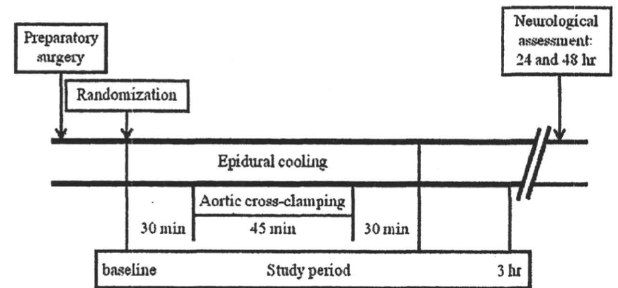 Neurological
assessment:
24 and 48 hr
Preparatory
surgery
Randomization
Epidural cooling
Aortic cross-clamping
30 min 45 min 30 min
baseline Study period 3 hr